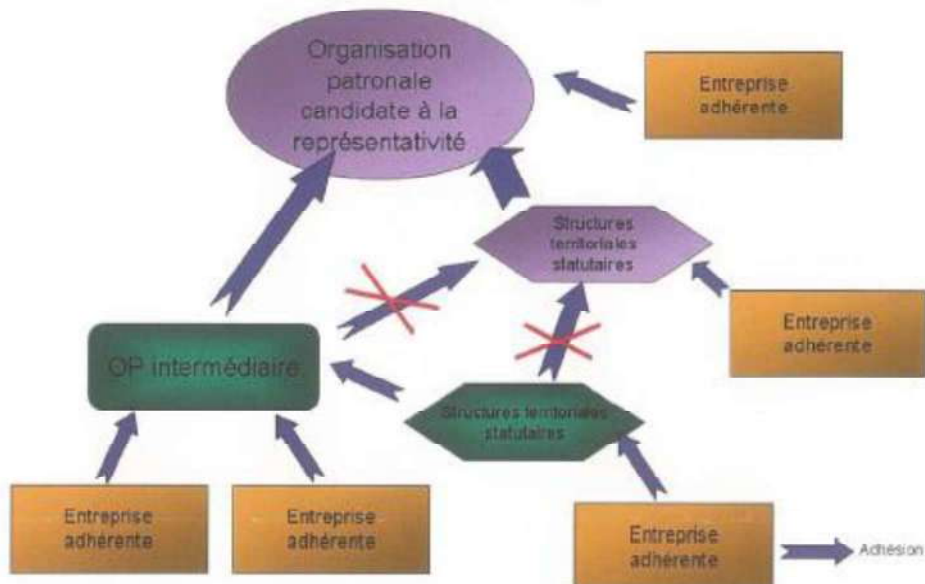 Organisation
patronale
candidate à la
représentativité
Entreprise
adhérente
Structures
territoriales
statutaires
Entreprise
adhérente
OP intermédiaire
Structures territoriales
statutaires
Entreprise
adhérente
Entreprise
adhérente
Entreprise
adhérente
Adhésion